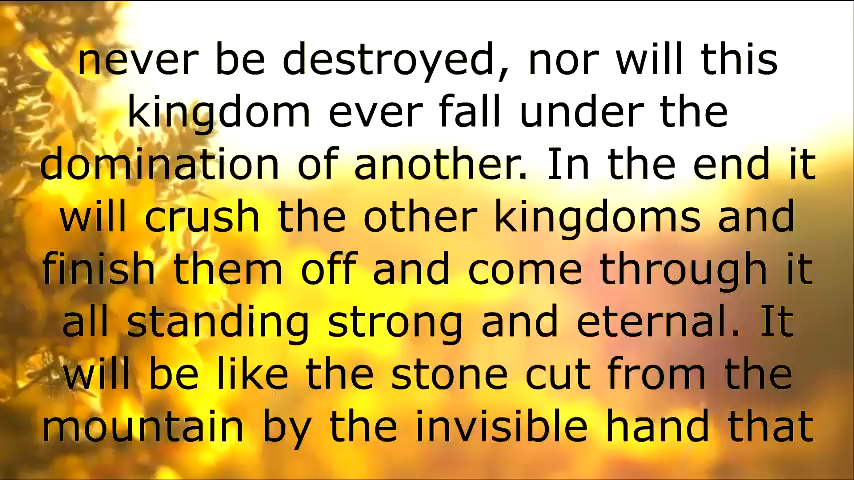 never be destroyed, nor will this
kingdom ever fall under the
domination of another. In the end it
will crush the other kingdoms and
finish them off and come through it
all standing strong and eternal. It
will be like the stone cut from the
mountain by the invisible hand that